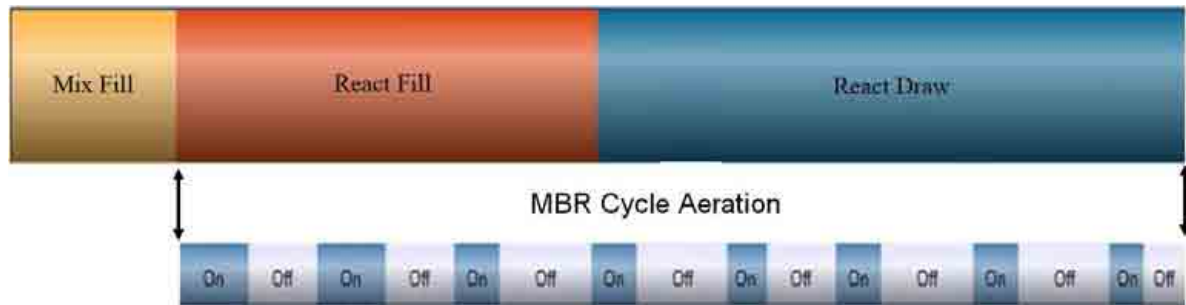 Mix Fill React Fill React Draw
MBR Cycle Aeration
On Off On Off On Off On Off On Off On Off On Off On Off